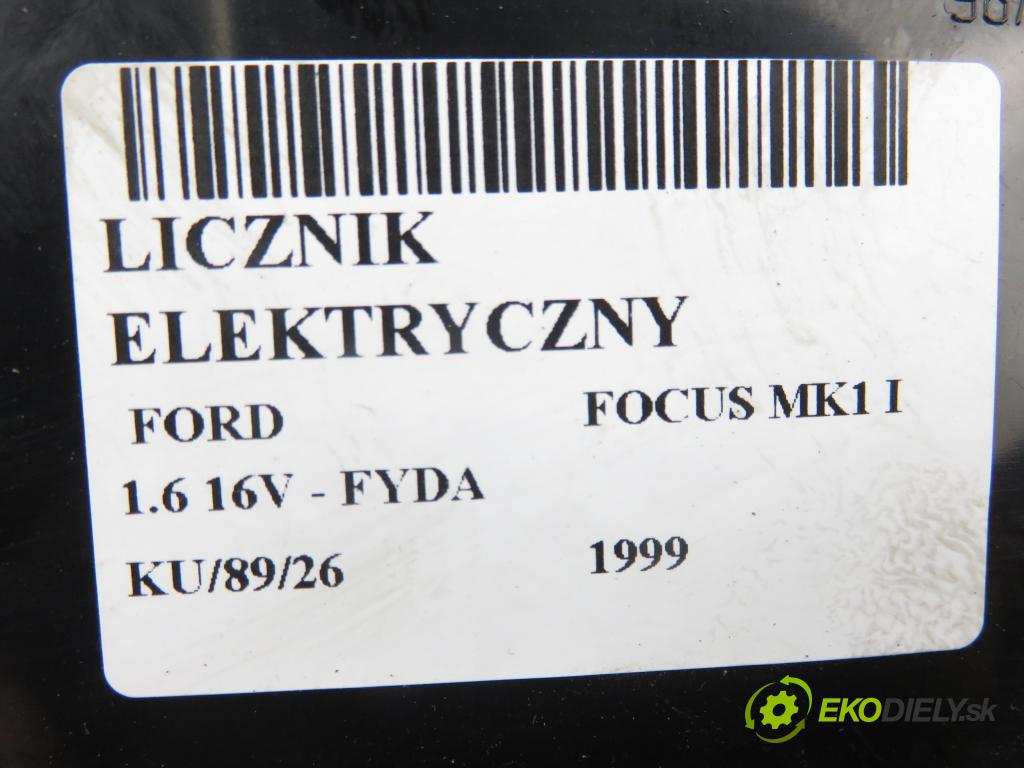 LICZNIK
ELEKTRYCZNY
FORD FOCUS MK1 I
1.6 16V - FYDA
KU/89/26 1999
EKODIELY.sk